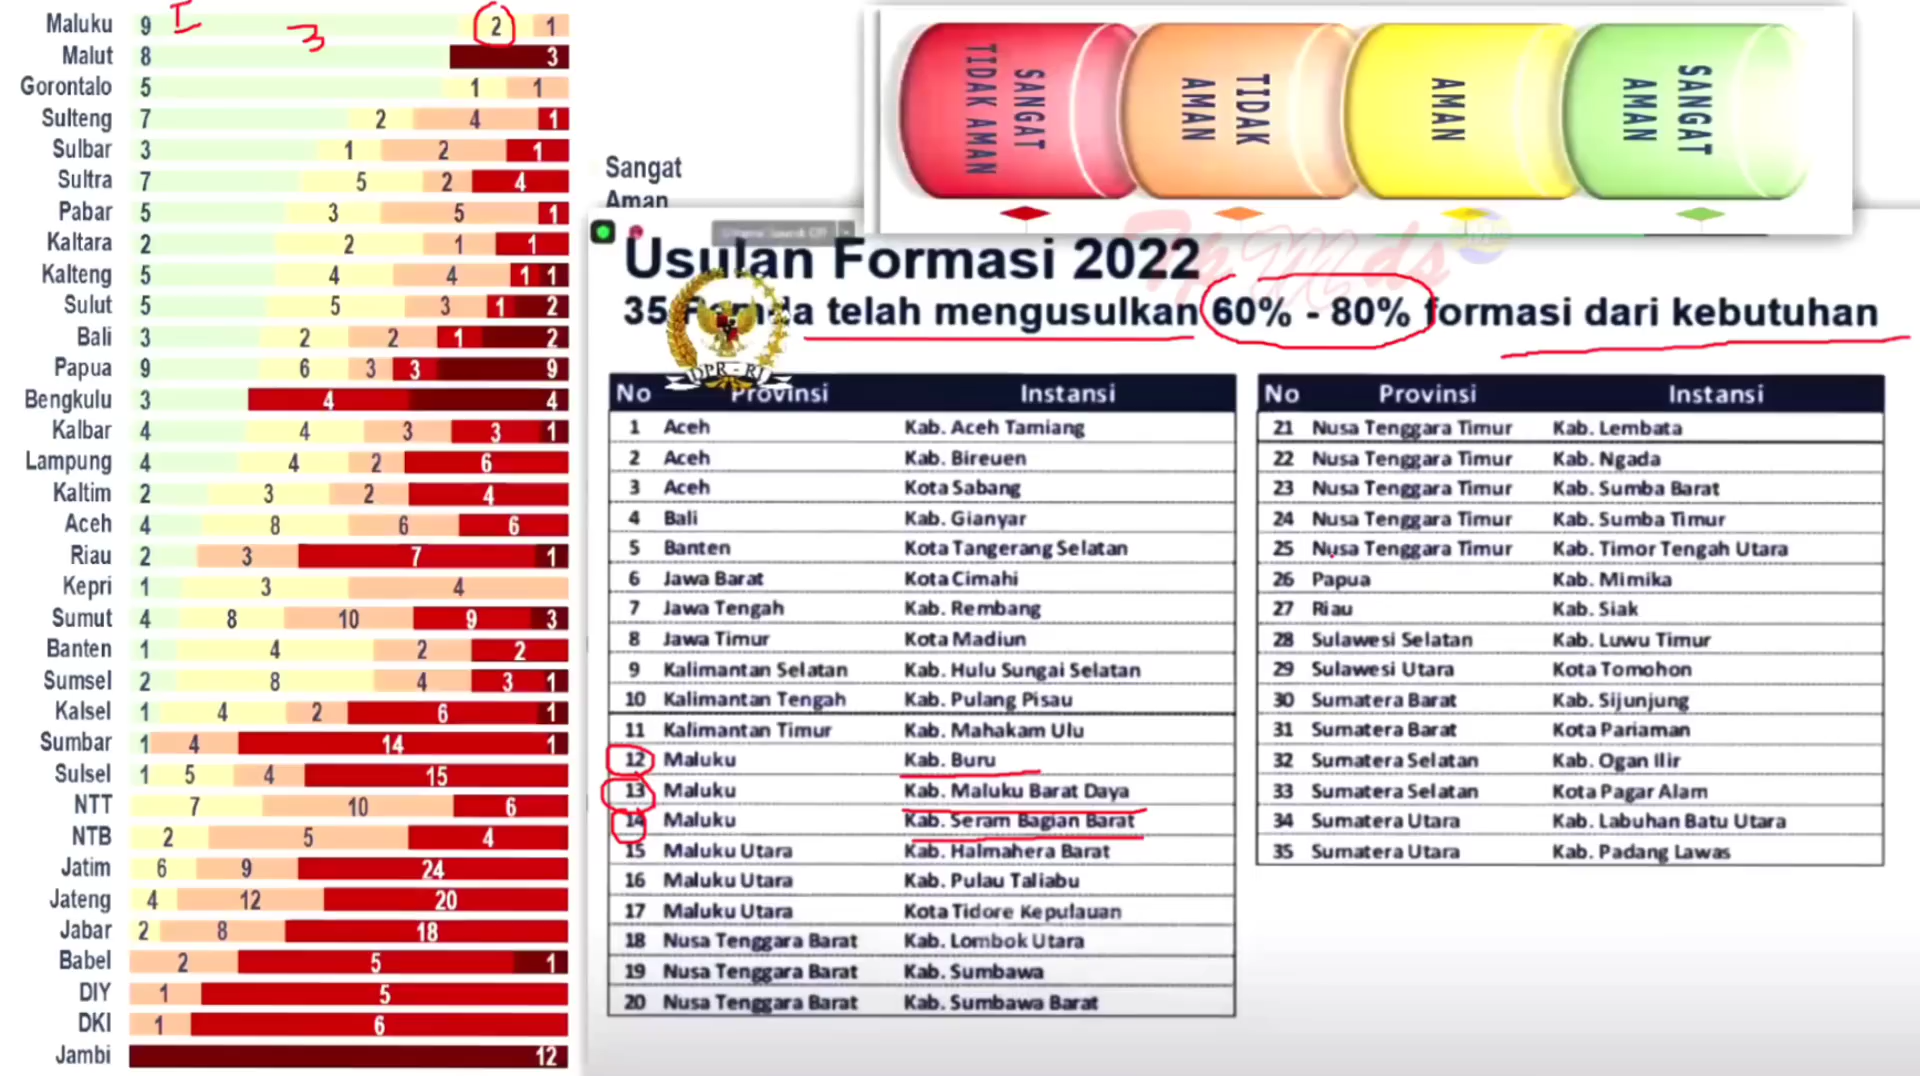 Maluku 9 2 1
Malut 8 3
Gorontalo 5 1 1
Sulteng 7 2 4 1
Sulbar 3 1 2 1
Sultra 7 5 2 4
Pabar 5 3 5 1
Kaltara 2 2 1 1
Kalteng 5 4 4 1 1
Sulut 5 5 3 1 2
Bali 3 2 2 1 2
Papua 9 6 3 3 9
Bengkulu 3 4 4
Kalbar 4 4 3 3 1
Lampung 4 4 2 6
Kaltim 2 3 2 4
Aceh 4 8 6 6
Riau 2 3 7 1
Kepri 1 3 4
Sumut 4 8 10 9 3
Banten 1 4 2 2
Sumsel 2 8 4 3 1
Kalsel 1 4 2 6 1
Sumbar 1 4 14 1
Sulsel 1 5 4 15
NTT 7 10 6
NTB 2 5 4
Jatim 6 9 24
Jateng 4 12 20
Jabar 2 8 18
Babel 2 5 1
DIY 1 5
DKI 1 6
Jambi 12
I
3
Sangat
Aman
SANGAT
TIDAK AMAN
TIDAK
AMAN
AMAN
SANGAT
AMAN
Usulan Formasi 2022
35 telah mengusulkan 60% - 80% formasi dari kebutuhan
DPR - RI
No Provinsi Instansi
1 Aceh Kab. Aceh Tamiang
2 Aceh Kab. Bireuen
3 Aceh Kota Sabang
4 Bali Kab. Gianyar
5 Banten Kota Tangerang Selatan
6 Jawa Barat Kota Cimahi
7 Jawa Tengah Kab. Rembang
8 Jawa Timur Kota Madiun
9 Kalimantan Selatan Kab. Hulu Sungai Selatan
10 Kalimantan Tengah Kab. Pulang Pisau
11 Kalimantan Timur Kab. Mahakam Ulu
12 Maluku Kab. Buru
13 Maluku Kab. Maluku Barat Daya
14 Maluku Kab. Seram Bagian Barat
15 Maluku Utara Kab. Halmahera Barat
16 Maluku Utara Kab. Pulau Taliabu
17 Maluku Utara Kota Tidore Kepulauan
18 Nusa Tenggara Barat Kab. Lombok Utara
19 Nusa Tenggara Barat Kab. Sumbawa
20 Nusa Tenggara Barat Kab. Sumbawa Barat
No Provinsi Instansi
21 Nusa Tenggara Timur Kab. Lembata
22 Nusa Tenggara Timur Kab. Ngada
23 Nusa Tenggara Timur Kab. Sumba Barat
24 Nusa Tenggara Timur Kab. Sumba Timur
25 Nusa Tenggara Timur Kab. Timor Tengah Utara
26 Papua Kab. Mimika
27 Riau Kab. Siak
28 Sulawesi Selatan Kab. Luwu Timur
29 Sulawesi Utara Kota Tomohon
30 Sumatera Barat Kab. Sijunjung
31 Sumatera Barat Kota Pariaman
32 Sumatera Selatan Kab. Ogan Ilir
33 Sumatera Selatan Kota Pagar Alam
34 Sumatera Utara Kab. Labuhan Batu Utara
35 Sumatera Utara Kab. Padang Lawas